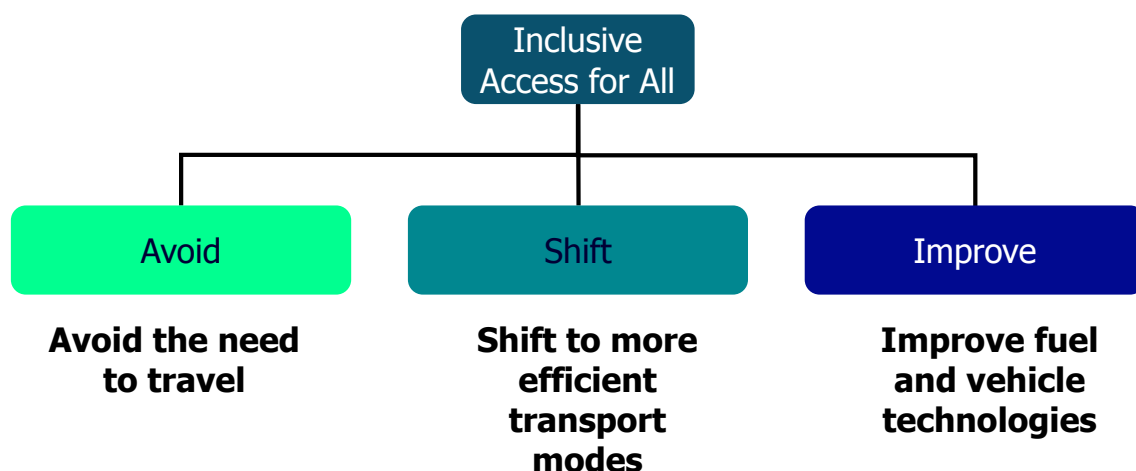 Inclusive
Access for All
Avoid
Shift
Improve
Avoid the need
to travel
Shift to more
efficient
transport
modes
Improve fuel
and vehicle
technologies